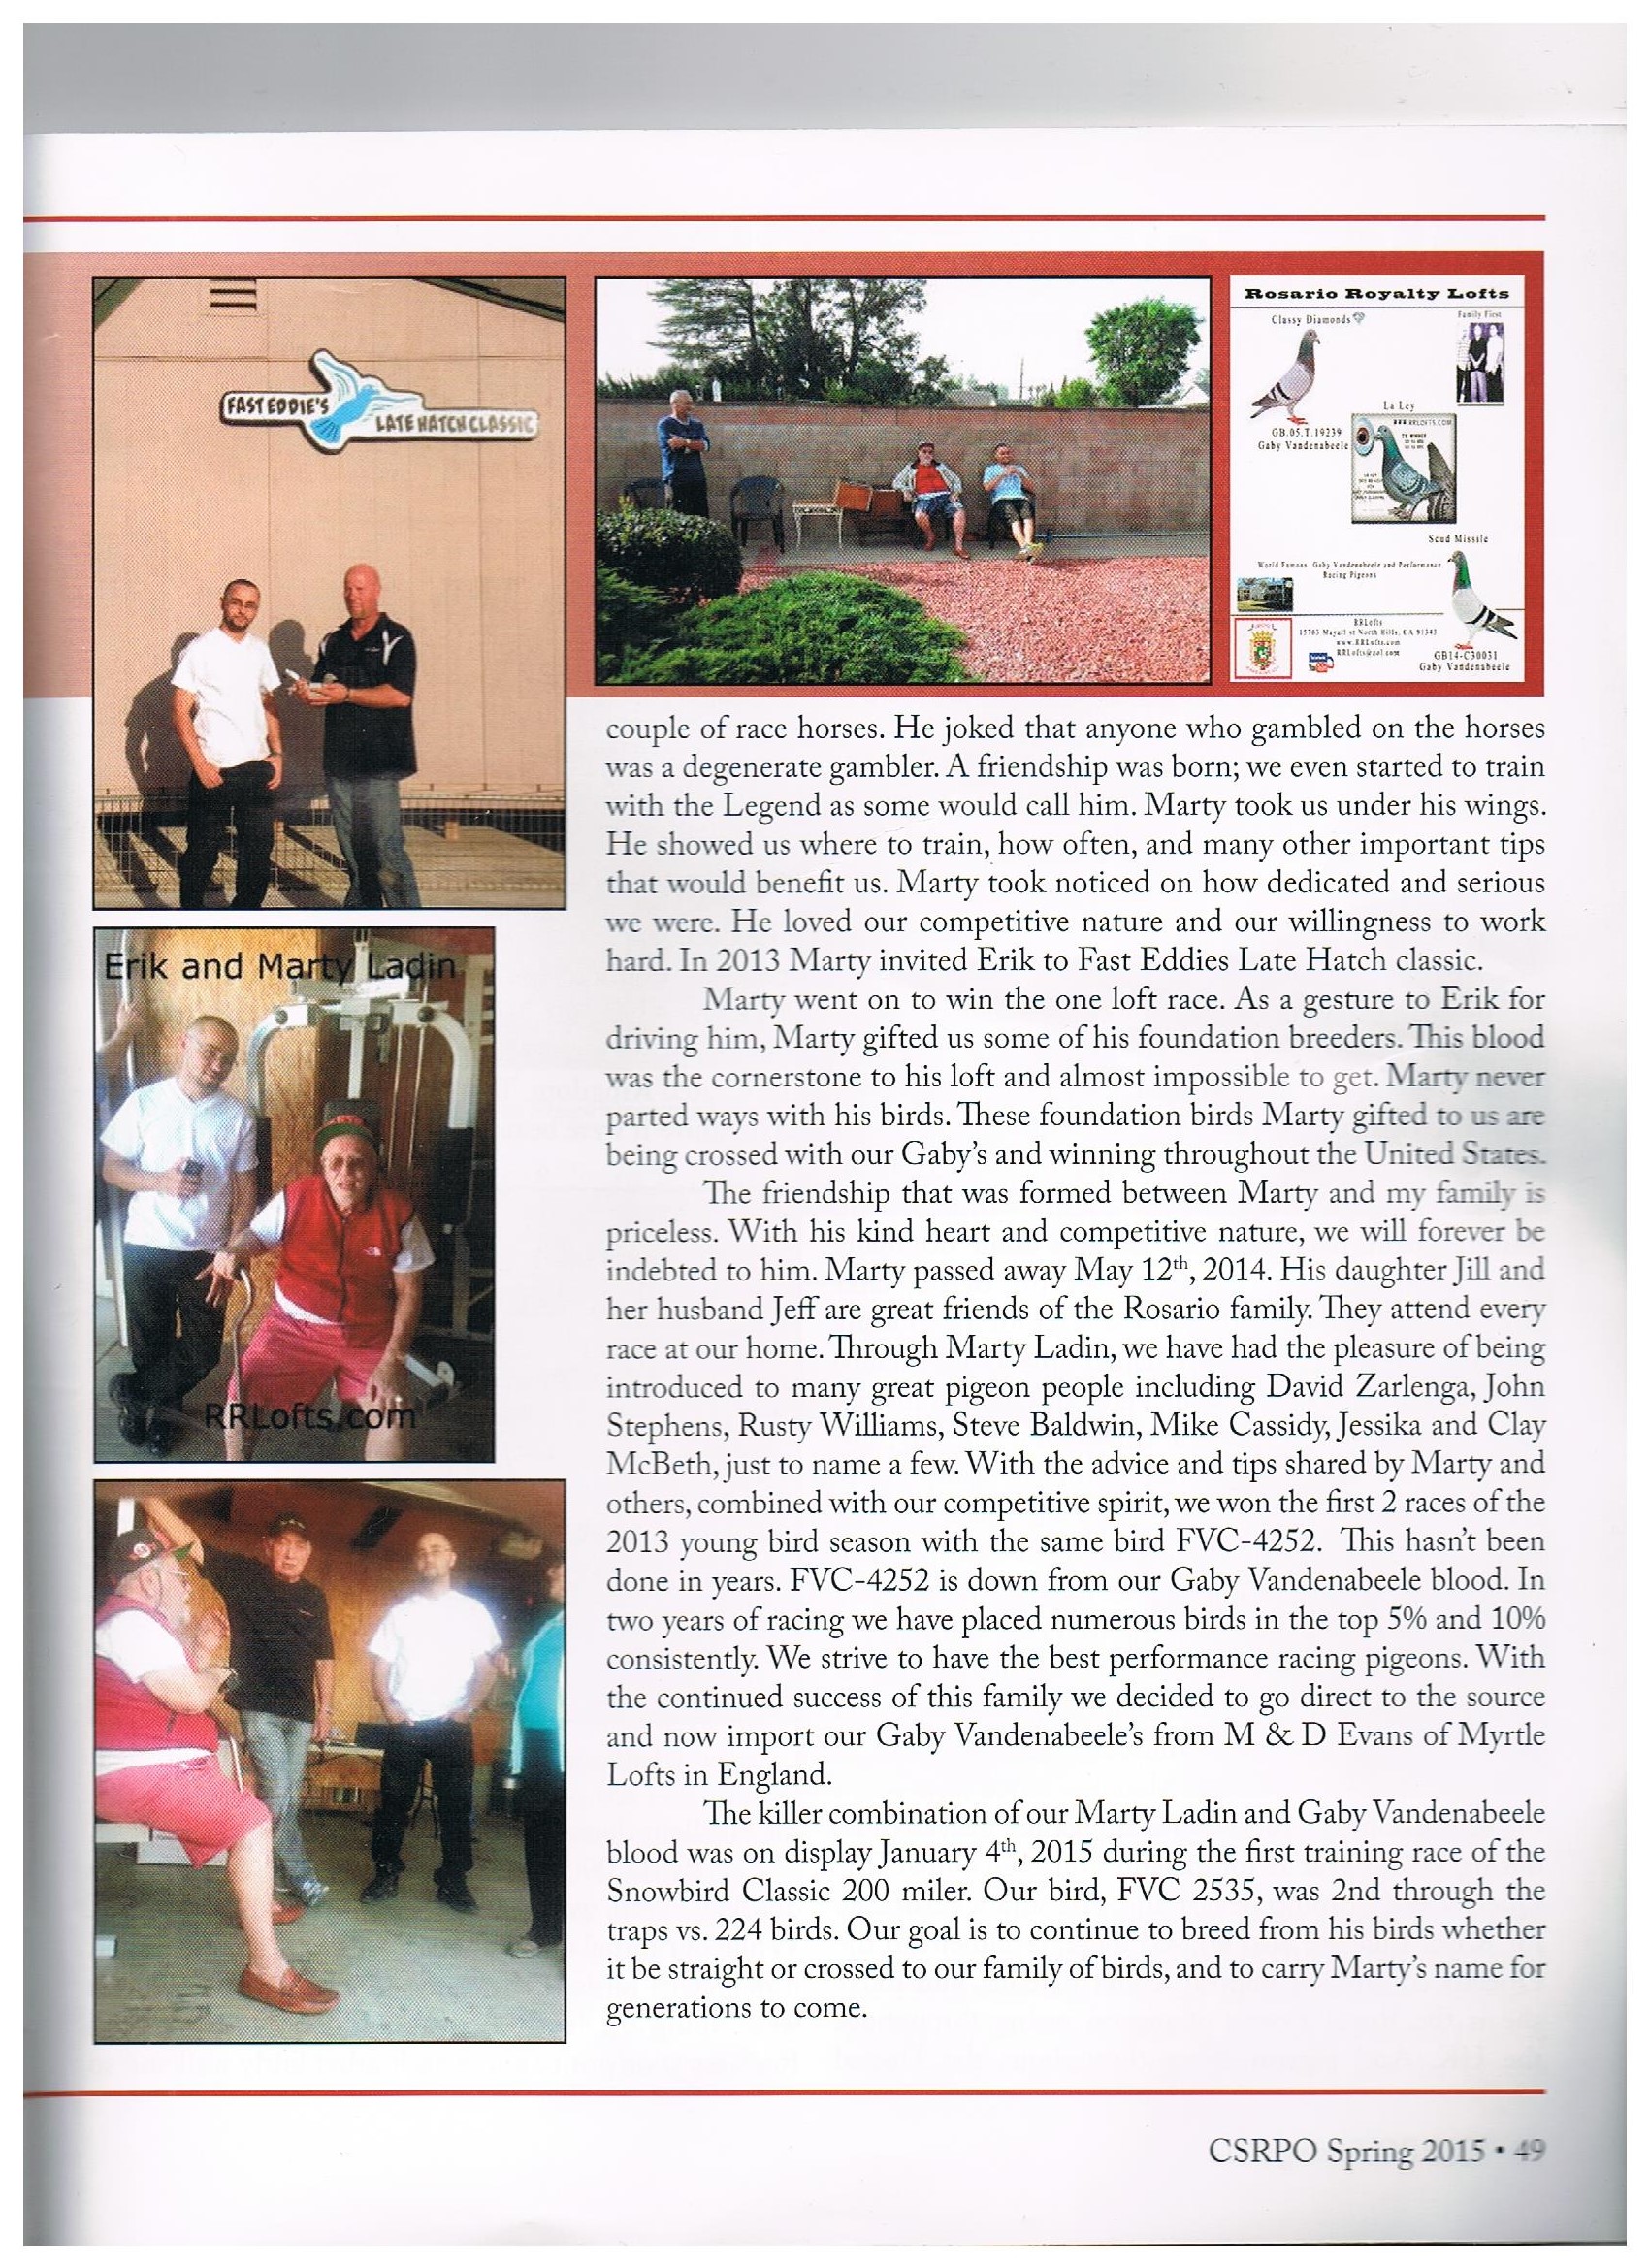 FAST EDDIE'S
LATE HATCH CLASSIC
Rosario Royalty Lofts
Classy Diamonds
Family First
GB.05.T.19239
Gaby Vandenabeele
La Ley
RRLOFTS.COM
Scud Missile
World Famous Gaby Vandenabeele and Performance
Racing Pigeons
RRLofts
15703 Mayall st North Hills, CA 91343
www.RRLofts.com
RRLofts@aol.com
GB14-C30031
Gaby Vandenabeele
couple of race horses. He joked that anyone who gambled on the horses
was a degenerate gambler. A friendship was born; we even started to train
with the Legend as some would call him. Marty took us under his wings.
He showed us where to train, how often, and many other important tips
that would benefit us. Marty took noticed on how dedicated and serious
we were. He loved our competitive nature and our willingness to work
hard. In 2013 Marty invited Erik to Fast Eddies Late Hatch classic.
Marty went on to win the one loft race. As a gesture to Erik for
driving him, Marty gifted us some of his foundation breeders. This blood
was the cornerstone to his loft and almost impossible to get. Marty never
parted ways with his birds. These foundation birds Marty gifted to us are
being crossed with our Gaby's and winning throughout the United States.
The friendship that was formed between Marty and my family is
priceless. With his kind heart and competitive nature, we will forever be
indebted to him. Marty passed away May 12th, 2014. His daughter Jill and
her husband Jeff are great friends of the Rosario family. They attend every
race at our home. Through Marty Ladin, we have had the pleasure of being
introduced to many great pigeon people including David Zarlenga, John
Stephens, Rusty Williams, Steve Baldwin, Mike Cassidy, Jessika and Clay
McBeth, just to name a few. With the advice and tips shared by Marty and
others, combined with our competitive spirit, we won the first 2 races of the
2013 young bird season with the same bird FVC-4252. This hasn't been
done in years. FVC-4252 is down from our Gaby Vandenabeele blood. In
two years of racing we have placed numerous birds in the top 5% and 10%
consistently. We strive to have the best performance racing pigeons. With
the continued success of this family we decided to go direct to the source
and now import our Gaby Vandenabeele's from M & D Evans of Myrtle
Lofts in England.
The killer combination of our Marty Ladin and Gaby Vandenabeele
blood was on display January 4th, 2015 during the first training race of the
Snowbird Classic 200 miler. Our bird, FVC 2535, was 2nd through the
traps vs. 224 birds. Our goal is to continue to breed from his birds whether
it be straight or crossed to our family of birds, and to carry Marty's name for
generations to come.
Erik and Marty Ladin
RRLofts.com
CSRPO Spring 2015 • 49